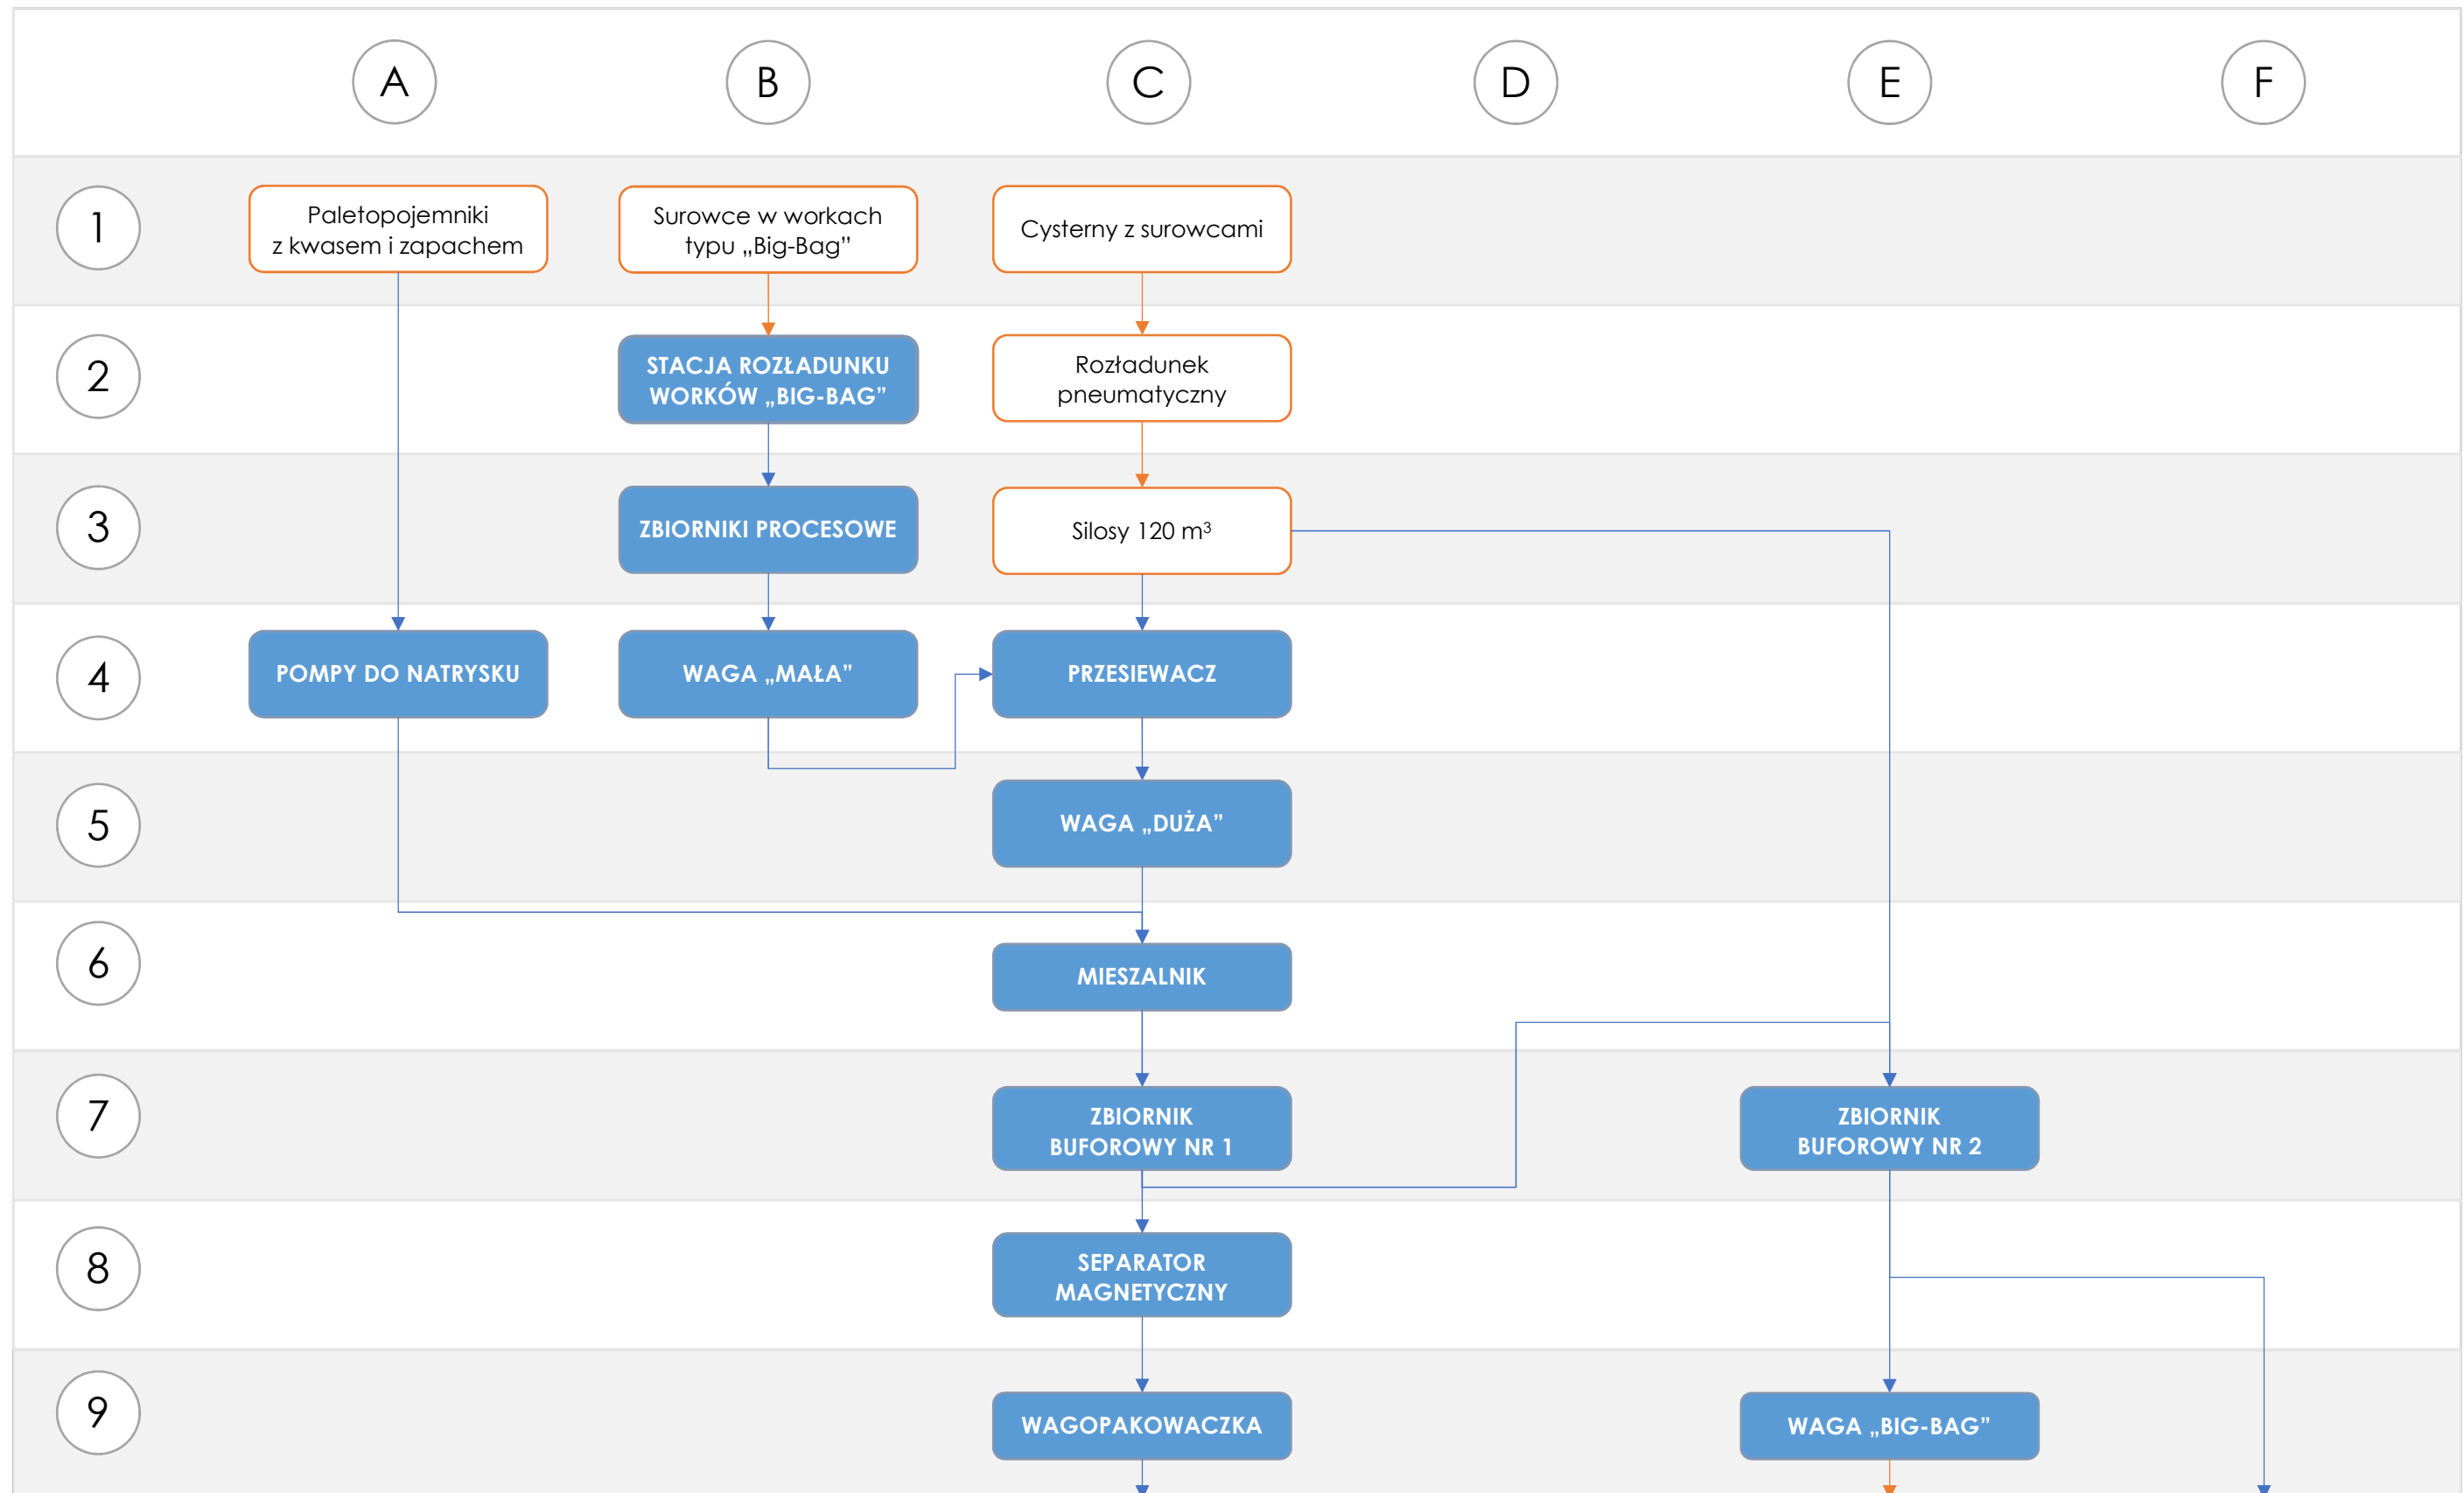 A
B
C
D
E
F
1
Paletopojemniki
z kwasem i zapachem
Surowce w workach
typu „Big-Bag”
Cysterny z surowcami
2
STACJA ROZŁADUNKU
WORKÓW „BIG-BAG”
Rozładunek
pneumatyczny
3
ZBIORNIKI PROCESOWE
Silosy 120 m³
4
POMPY DO NATRYSKU
WAGA „MAŁA”
PRZESIEWACZ
5
WAGA „DUŻA”
6
MIESZALNIK
7
ZBIORNIK
BUFOROWY NR 1
ZBIORNIK
BUFOROWY NR 2
8
SEPARATOR
MAGNETYCZNY
9
WAGOPAKOWACZKA
WAGA „BIG-BAG”